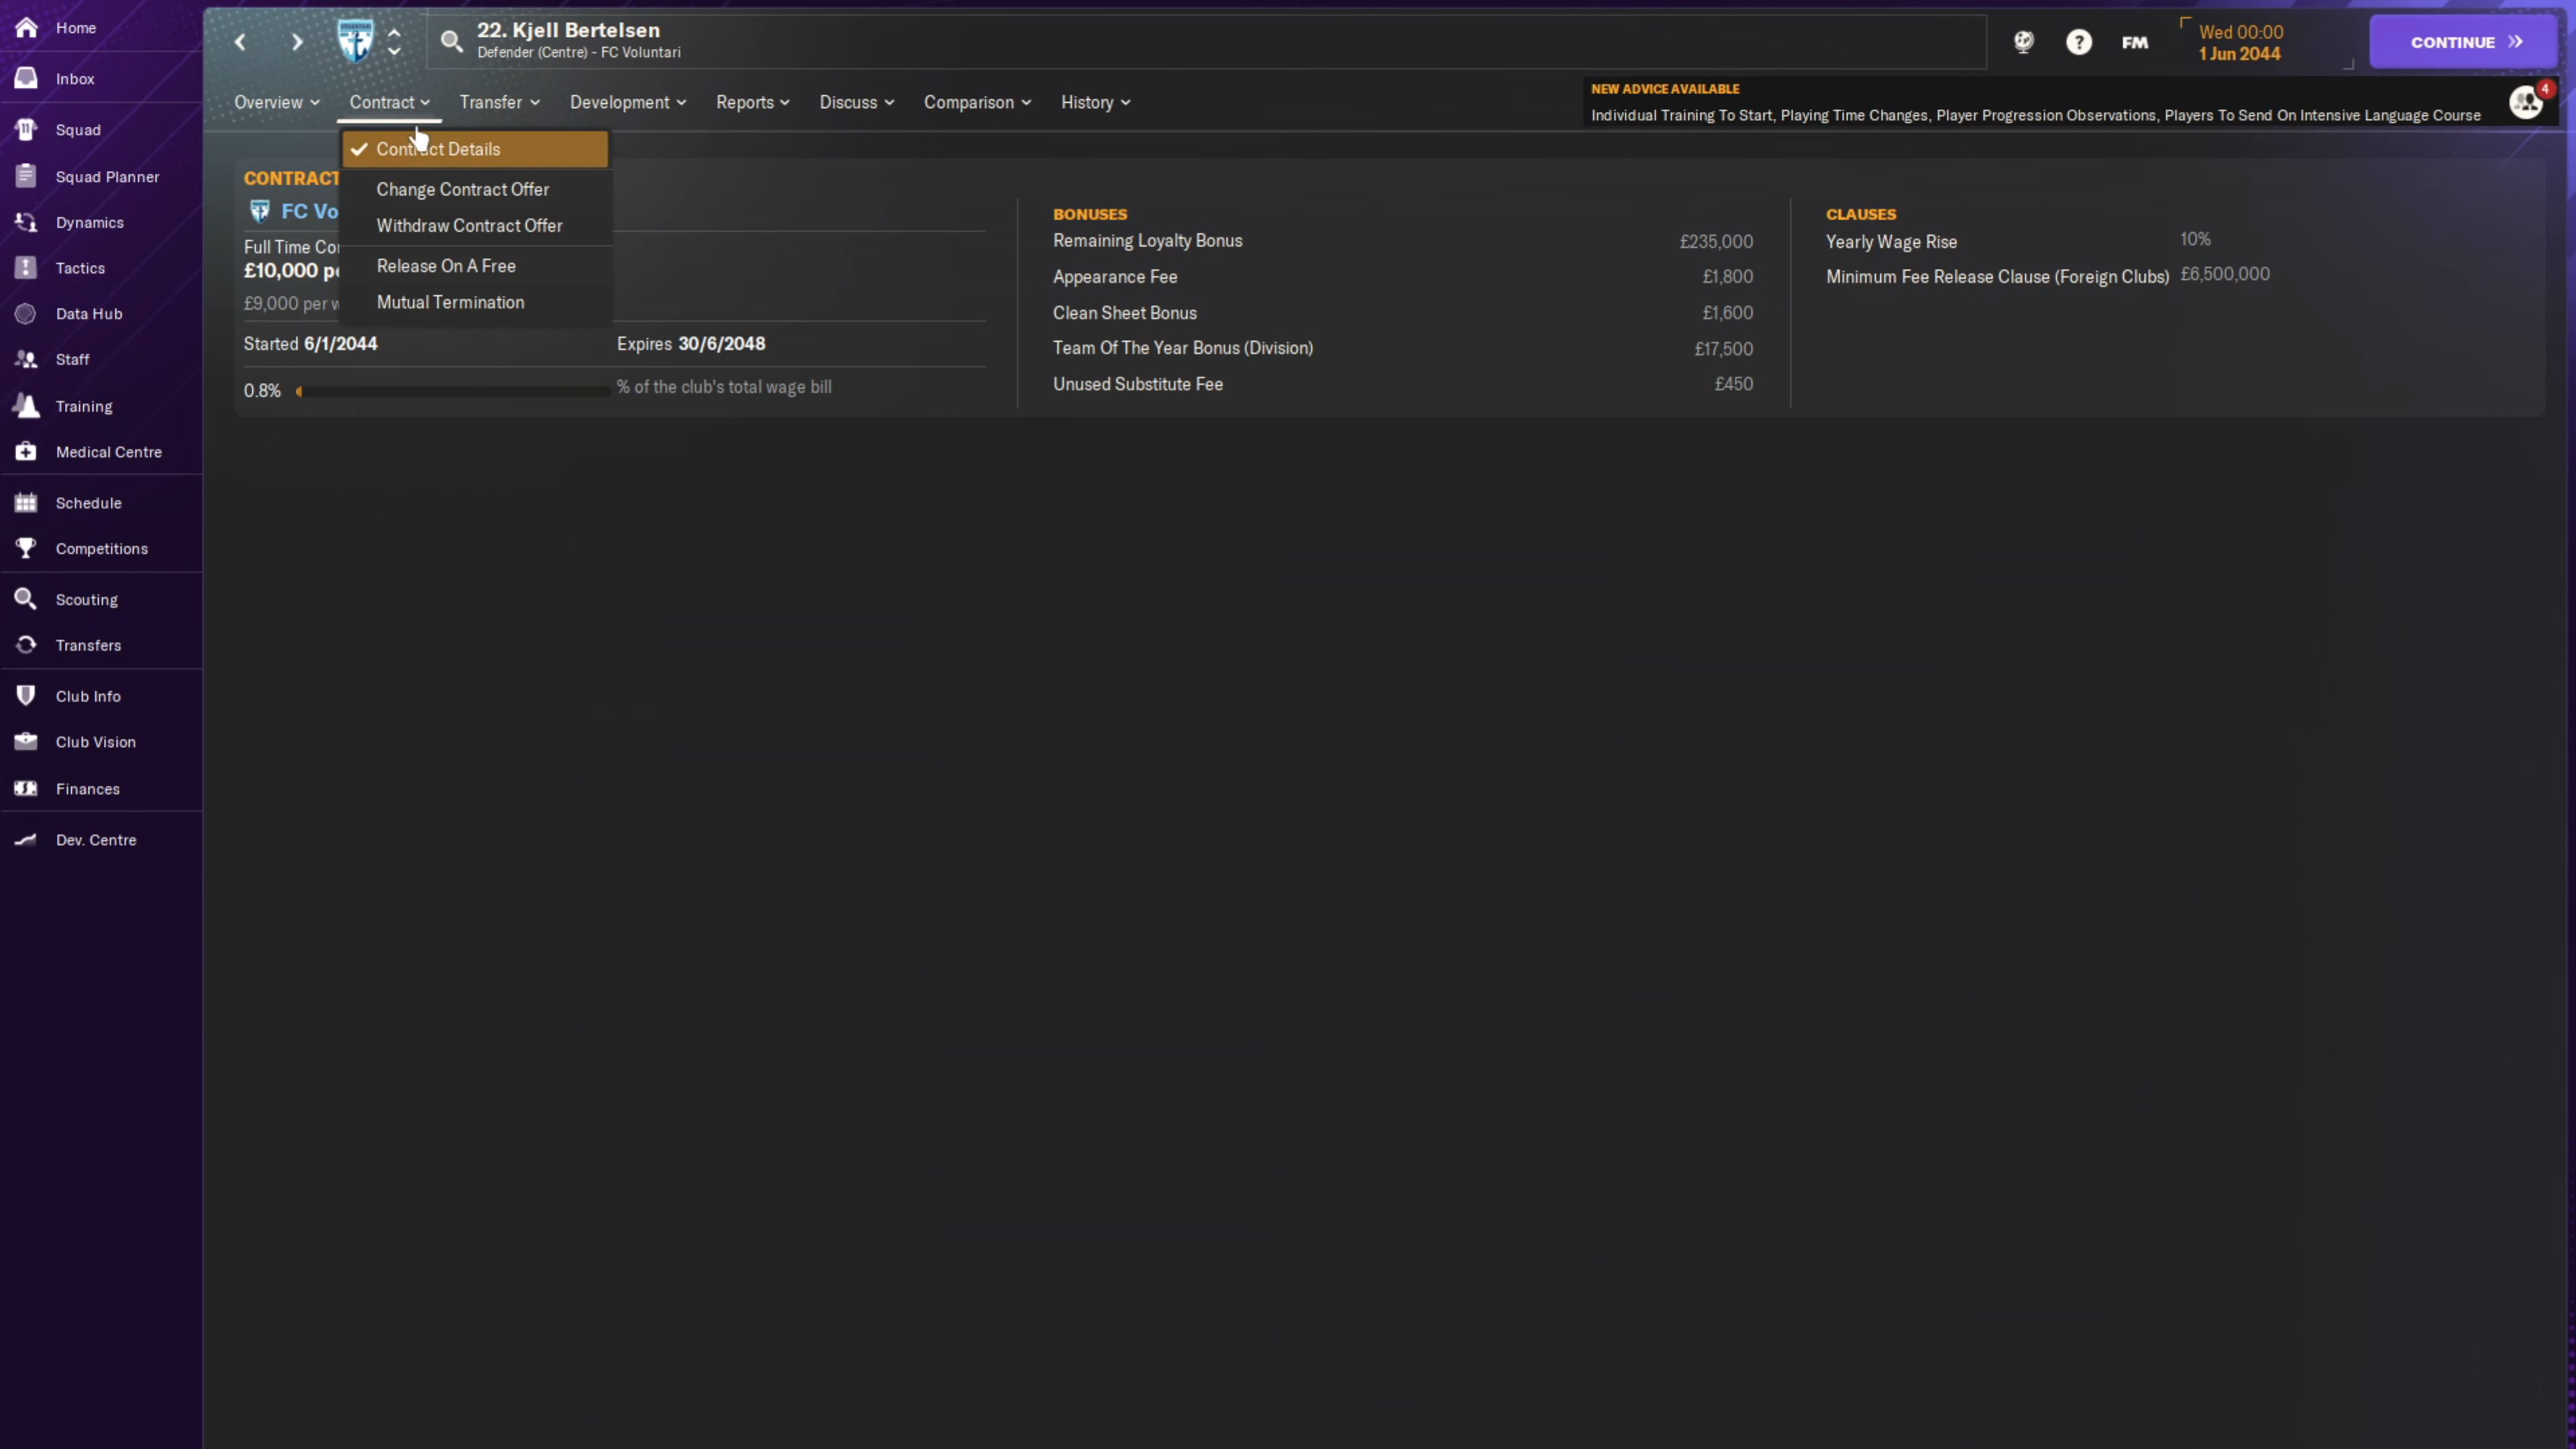 Home
Inbox
Squad
Squad Planner
Dynamics
Tactics
Data Hub
Staff
Training
Medical Centre
Schedule
Competitions
Scouting
Transfers
Club Info
Club Vision
Finances
Dev. Centre
22. Kjell Bertelsen
Defender (Centre) - FC Voluntari
FM
Wed 00:00
1 Jun 2044
CONTINUE
Overview
Contract
Transfer
Development
Reports
Discuss
Comparison
History
NEW ADVICE AVAILABLE
Individual Training To Start, Playing Time Changes, Player Progression Observations, Players To Send On Intensive Language Course
4
Contract Details
Change Contract Offer
Withdraw Contract Offer
Release On A Free
Mutual Termination
CONTRACT
FC Vo
Full Time Co
£10,000 p
£9,000 per w
Started 6/1/2044
Expires 30/6/2048
0.8%
% of the club's total wage bill
BONUSES
Remaining Loyalty Bonus £235,000
Appearance Fee £1,800
Clean Sheet Bonus £1,600
Team Of The Year Bonus (Division) £17,500
Unused Substitute Fee £450
CLAUSES
Yearly Wage Rise 10%
Minimum Fee Release Clause (Foreign Clubs) £6,500,000